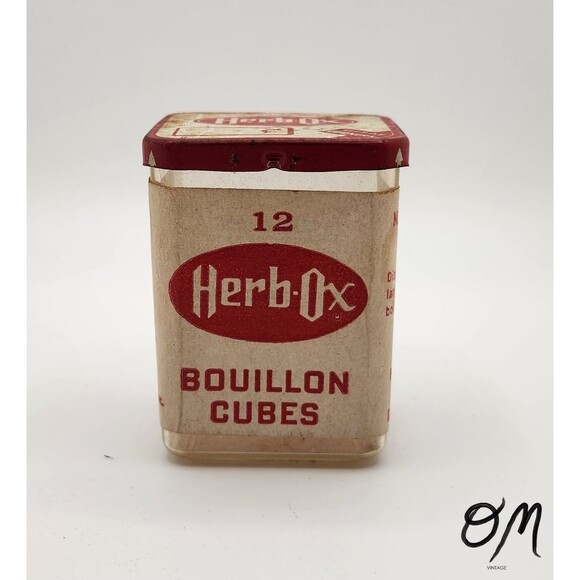 Herb-Ox
12
Herb-Ox
BOUILLON
CUBES
OM
VINTAGE